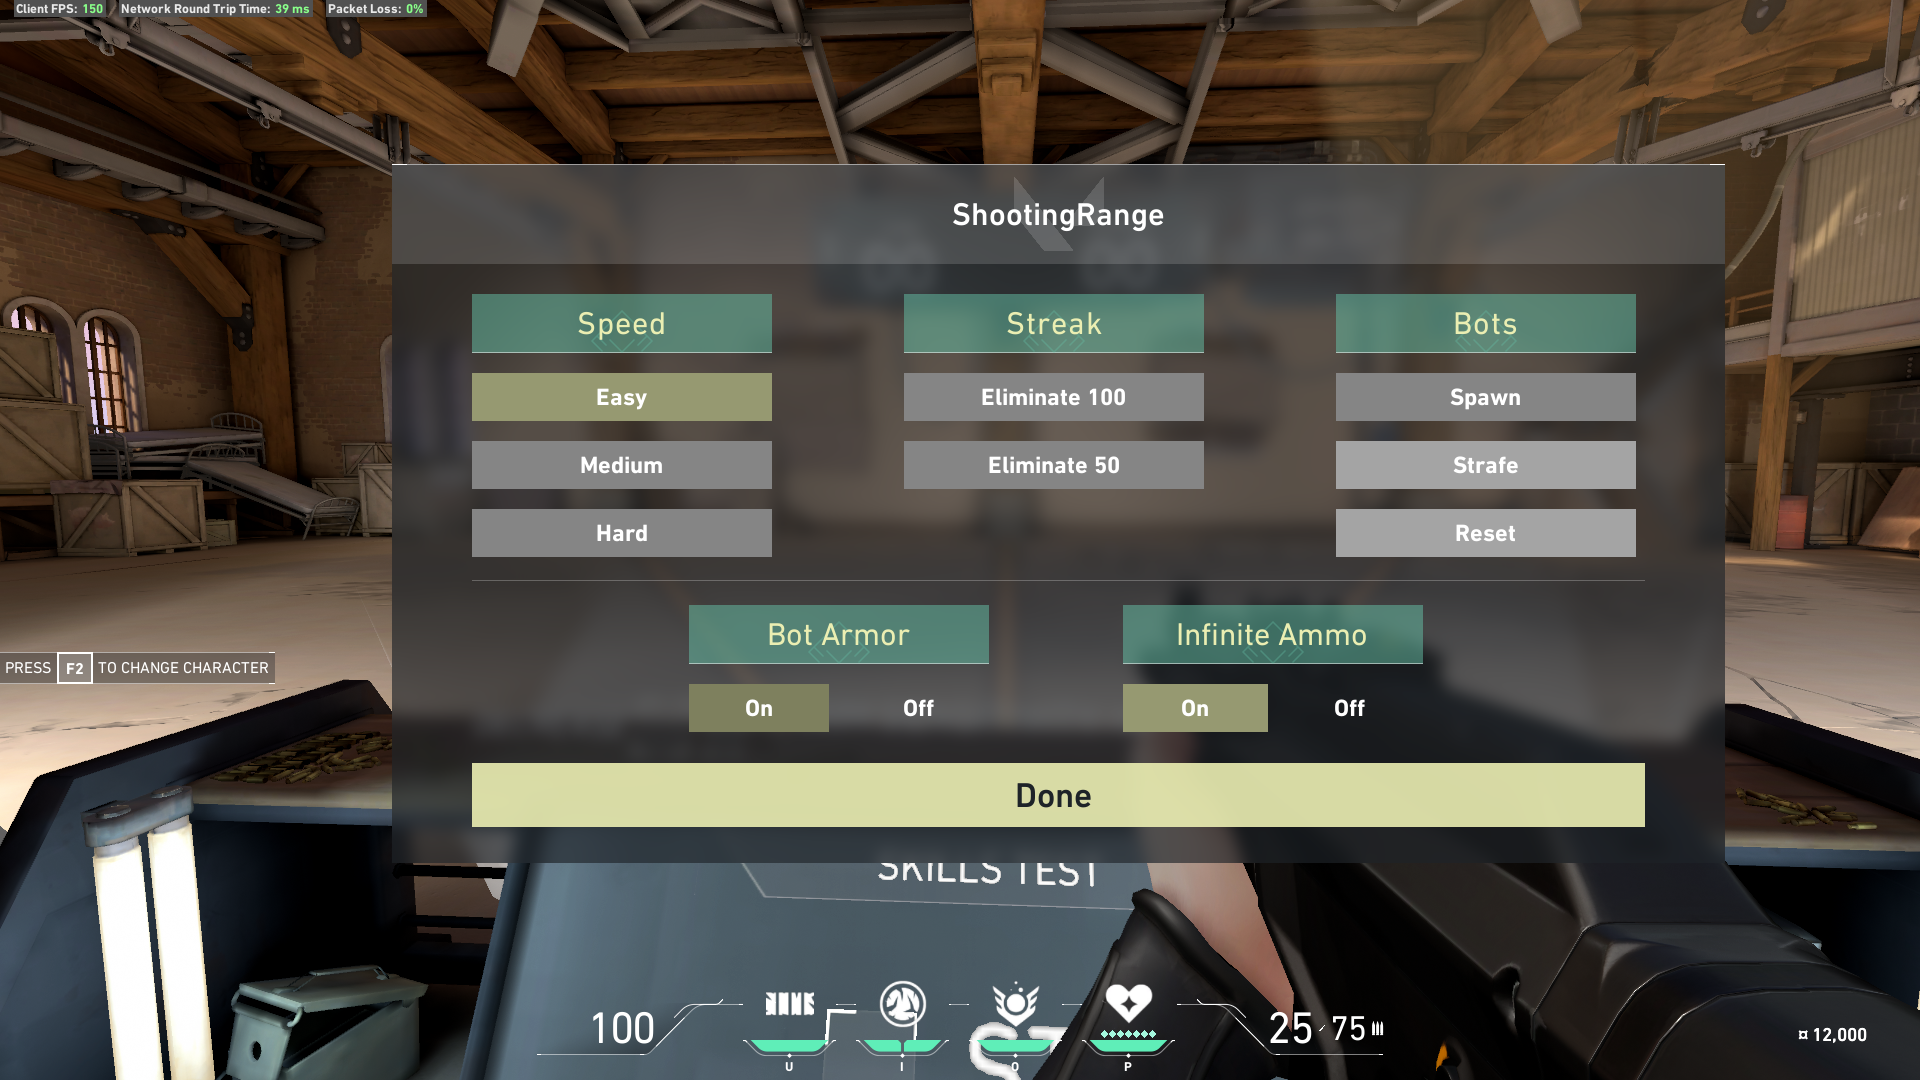 Client FPS: 150 Network Round Trip Time: 39 ms Packet Loss: 0%
ShootingRange
Speed Streak Bots
Easy Eliminate 100 Spawn
Medium Eliminate 50 Strafe
Hard Reset
Bot Armor Infinite Ammo
PRESS F2 TO CHANGE CHARACTER
On Off On Off
Done
SKILLS TEST
100 25 / 75
¤ 12,000
U I O P